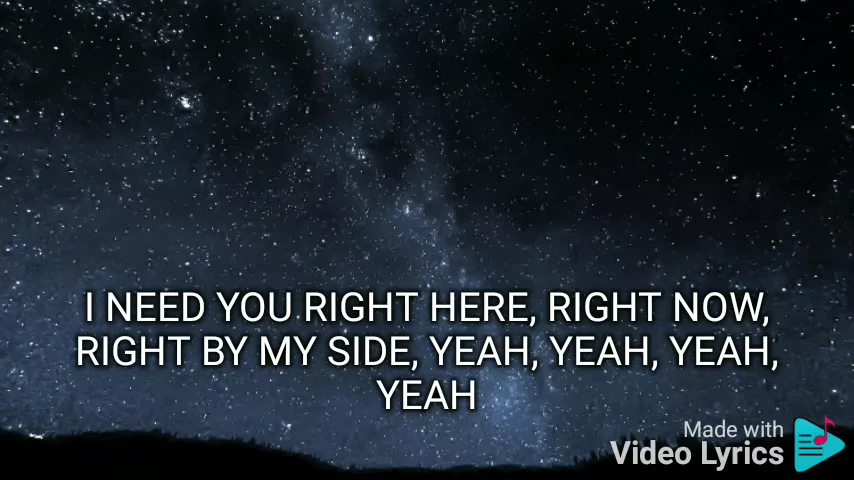 I NEED YOU RIGHT HERE, RIGHT NOW,
RIGHT BY MY SIDE, YEAH, YEAH, YEAH,
YEAH
Made with
Video Lyrics